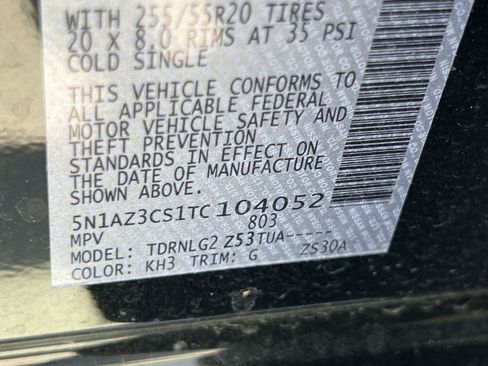 WITH 255/55R20 TIRES
20 X 8.0 RIMS AT 35 PSI
COLD SINGLE
THIS VEHICLE CONFORMS TO
ALL APPLICABLE FEDERAL
MOTOR VEHICLE SAFETY AND
THEFT PREVENTION
STANDARDS IN EFFECT ON
THE DATE OF MANUFACTURE
SHOWN ABOVE.
5N1AZ3CS1TC104052
803
MPV
MODEL: TDRNLG2 Z53TUA-----
COLOR: KH3 TRIM: G ZS30A